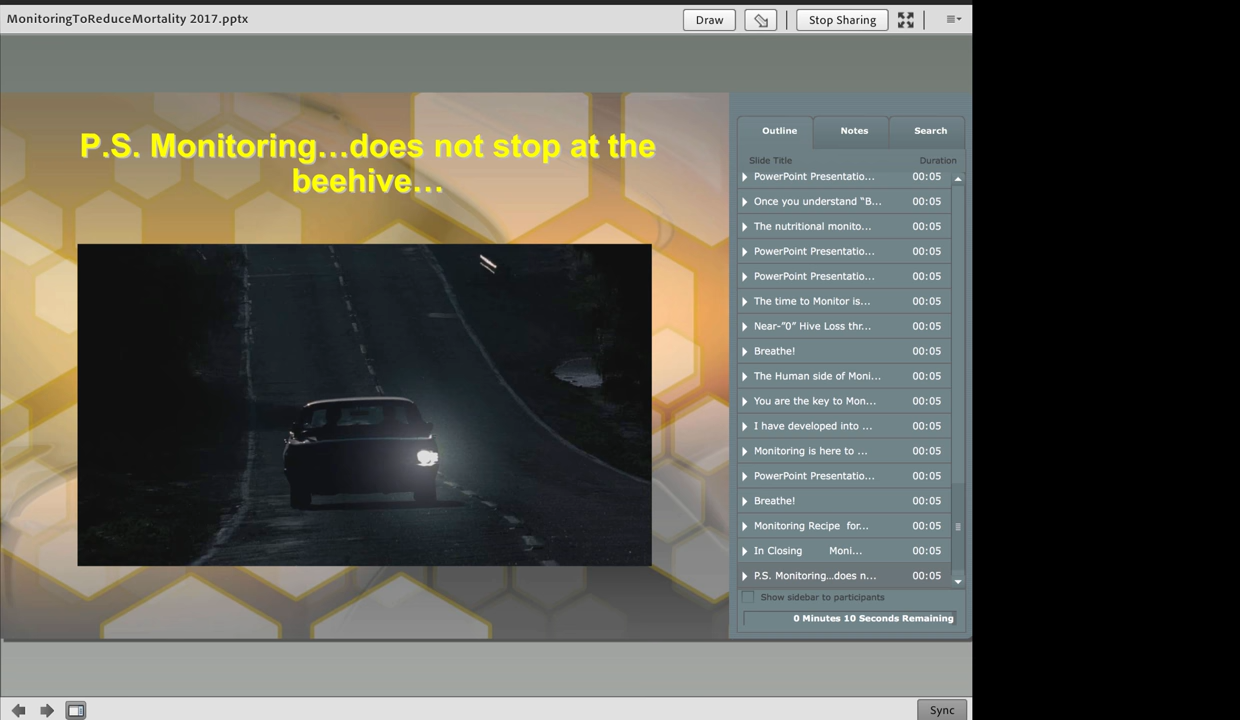 MonitoringToReduceMortality 2017.pptx
Draw
Stop Sharing
P.S. Monitoring...does not stop at the
beehive...
Outline
Notes
Search
Slide Title
Duration
PowerPoint Presentatio... 00:05
Once you understand “B... 00:05
The nutritional monito... 00:05
PowerPoint Presentatio... 00:05
PowerPoint Presentatio... 00:05
The time to Monitor is... 00:05
Near-”0” Hive Loss thr... 00:05
Breathe! 00:05
The Human side of Moni... 00:05
You are the key to Mon... 00:05
I have developed into ... 00:05
Monitoring is here to ... 00:05
PowerPoint Presentatio... 00:05
Breathe! 00:05
Monitoring Recipe for... 00:05
In Closing Moni... 00:05
P.S. Monitoring...does n... 00:05
Show sidebar to participants
0 Minutes 10 Seconds Remaining
Sync